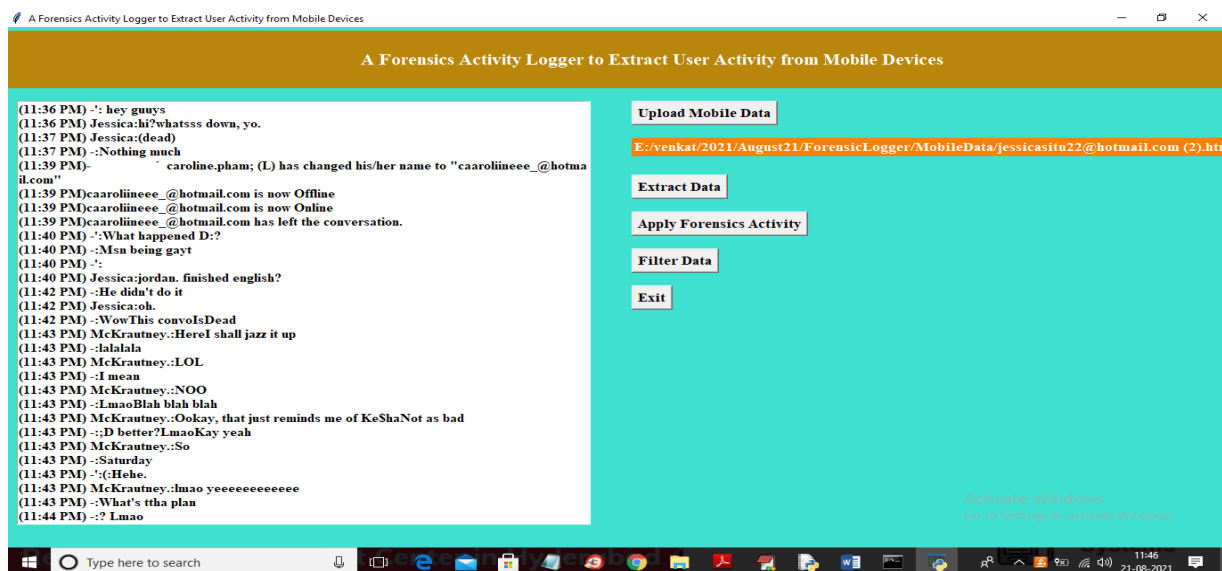 A Forensics Activity Logger to Extract User Activity from Mobile Devices
A Forensics Activity Logger to Extract User Activity from Mobile Devices
(11:36 PM) -': hey guuys
(11:36 PM) Jessica:hi?whatsss down, yo.
(11:37 PM) Jessica:(dead)
(11:37 PM) -:Nothing much
(11:39 PM)- ´ caroline.pham; (L) has changed his/her name to "caaroliineee_@hotma
il.com"
(11:39 PM)caaroliineee_@hotmail.com is now Offline
(11:39 PM)caaroliineee_@hotmail.com is now Online
(11:39 PM)caaroliineee_@hotmail.com has left the conversation.
(11:40 PM) -':What happened D:?
(11:40 PM) -:Msn being gayt
(11:40 PM) -':
(11:40 PM) Jessica:jordan. finished english?
(11:42 PM) -:He didn't do it
(11:42 PM) Jessica:oh.
(11:42 PM) -:WowThis convoIsDead
(11:43 PM) McKrautney.:HereI shall jazz it up
(11:43 PM) -:lalalala
(11:43 PM) McKrautney.:LOL
(11:43 PM) -:I mean
(11:43 PM) McKrautney.:NOO
(11:43 PM) -:LmaoBlah blah blah
(11:43 PM) McKrautney.:Ookay, that just reminds me of Ke$haNot as bad
(11:43 PM) -:;D better?LmaoKay yeah
(11:43 PM) McKrautney.:So
(11:43 PM) -:Saturday
(11:43 PM) -':(:Hehe.
(11:43 PM) McKrautney.:lmao yeeeeeeeeeeee
(11:43 PM) -:What's ttha plan
(11:44 PM) -:? Lmao
Upload Mobile Data
E:/venkat/2021/August21/ForensicLogger/MobileData/jessicasitu22@hotmail.com (2).htm
Extract Data
Apply Forensics Activity
Filter Data
Exit
Activate Windows
Go to Settings to activate Windows.
Type here to search
11:46
21-08-2021